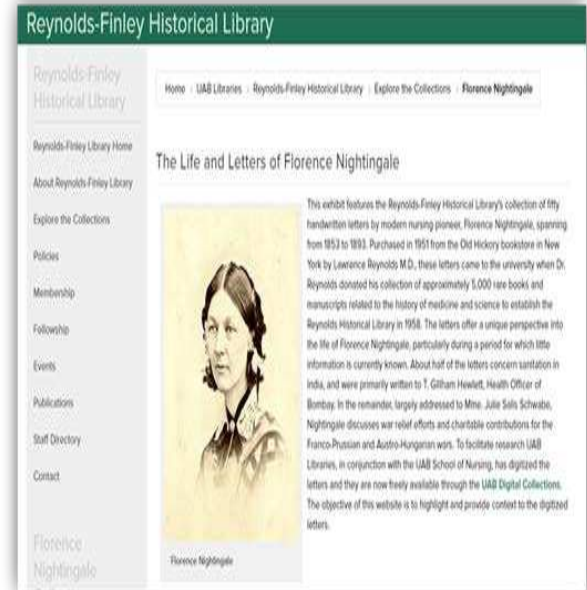 Reynolds-Finley Historical Library
Reynolds-Finley
Historical Library
Reynolds-Finley Library Home
About Reynolds-Finley Library
Explore the Collections
Policies
Membership
Fellowship
Events
Publications
Staff Directory
Contact
Florence
Nightingale
Home
UAB Libraries
Reynolds-Finley Historical Library
Explore the Collections
Florence Nightingale
The Life and Letters of Florence Nightingale
This exhibit features the Reynolds-Finley Historical Library's collection of fifty
handwritten letters by modern nursing pioneer, Florence Nightingale, spanning
from 1853 to 1893. Purchased in 1951 from the Old Hickory bookstore in New
York by Lawrence Reynolds M.D., these letters came to the university when Dr.
Reynolds donated his collection of approximately 5,000 rare books and
manuscripts related to the history of medicine and science to establish the
Reynolds Historical Library in 1958. The letters offer a unique perspective into
the life of Florence Nightingale, particularly during a period for which little
information is currently known. About half of the letters concern sanitation in
India, and were primarily written to T. Gillham Hewlett, Health Officer of
Bombay. In the remainder, largely addressed to Mme. Julie Salis Schwabe,
Nightingale discusses war relief efforts and charitable contributions for the
Franco-Prussian and Austro-Hungarian wars. To facilitate research UAB
Libraries, in conjunction with the UAB School of Nursing, has digitized the
letters and they are now freely available through the UAB Digital Collections.
The objective of this website is to highlight and provide context to the digitized
letters.
Florence Nightingale